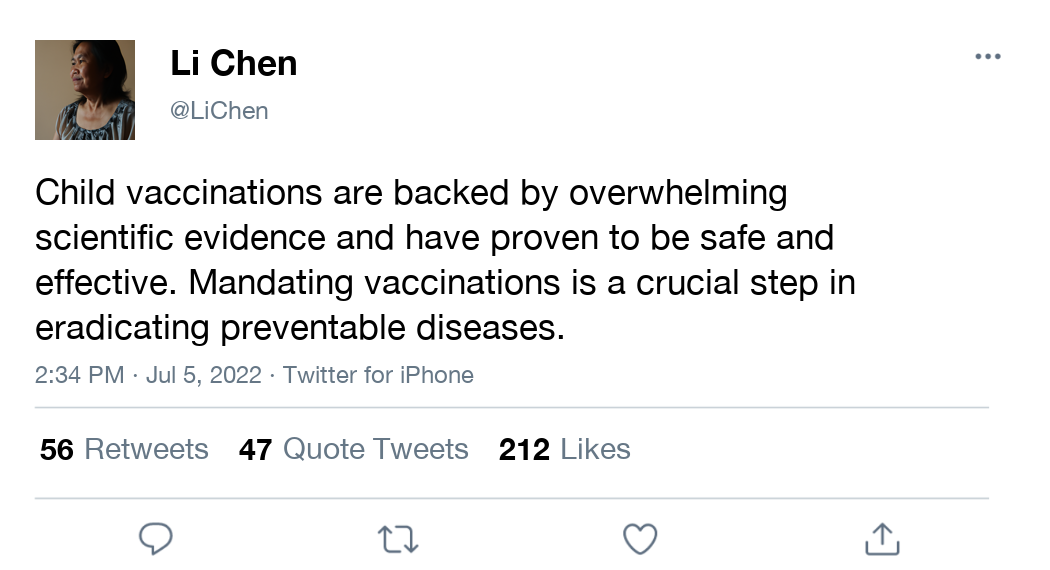 Li Chen
@LiChen
Child vaccinations are backed by overwhelming
scientific evidence and have proven to be safe and
effective. Mandating vaccinations is a crucial step in
eradicating preventable diseases.
2:34 PM · Jul 5, 2022 · Twitter for iPhone
56 Retweets 47 Quote Tweets 212 Likes